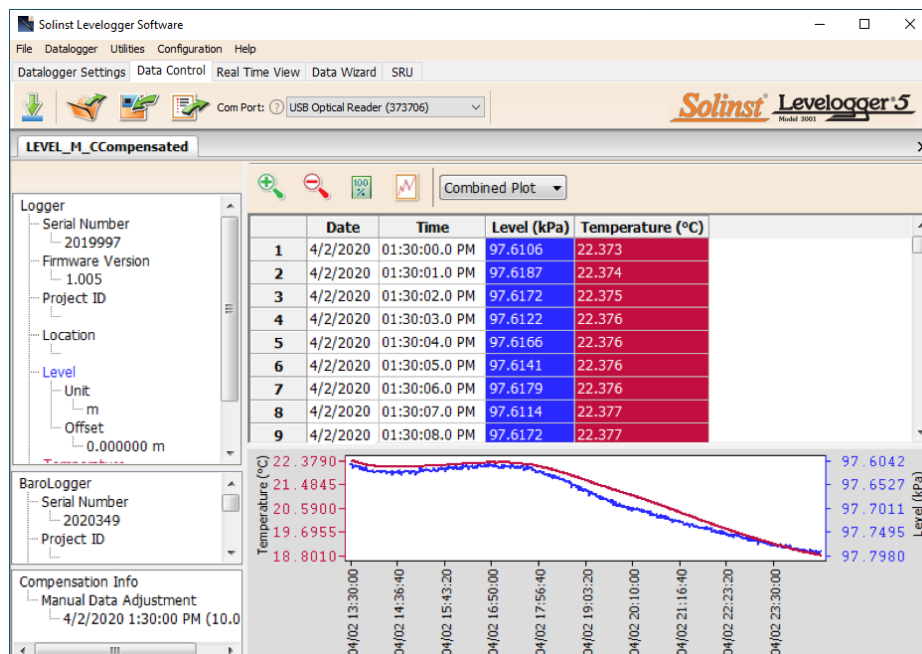 Solinst Levelogger Software
File Datalogger Utilities Configuration Help
Datalogger Settings Data Control Real Time View Data Wizard SRU
Com Port: ? USB Optical Reader (373706)
Solinst® Levelogger® 5
Model 3001
LEVEL_M_CCompensated
100
%
Combined Plot
Logger
Serial Number
2019997
Firmware Version
1.005
Project ID
Location
Level
Unit
m
Offset
0.000000 m
Date Time Level (kPa) Temperature (°C)
1 4/2/2020 01:30:00.0 PM 97.6106 22.373
2 4/2/2020 01:30:01.0 PM 97.6187 22.374
3 4/2/2020 01:30:02.0 PM 97.6172 22.375
4 4/2/2020 01:30:03.0 PM 97.6122 22.376
5 4/2/2020 01:30:04.0 PM 97.6166 22.376
6 4/2/2020 01:30:05.0 PM 97.6141 22.376
7 4/2/2020 01:30:06.0 PM 97.6179 22.376
8 4/2/2020 01:30:07.0 PM 97.6114 22.377
9 4/2/2020 01:30:08.0 PM 97.6172 22.377
BaroLogger
Serial Number
2020349
Project ID
Compensation Info
Manual Data Adjustment
4/2/2020 1:30:00 PM (10.0
Temperature (°C)
22.3790
21.4845
20.5900
19.6955
18.8010
97.6042
97.6527
97.7011
97.7495
97.7980
Level (kPa)
04/02 13:30:00
04/02 14:36:40
04/02 15:43:20
04/02 16:50:00
04/02 17:56:40
04/02 19:03:20
04/02 20:10:00
04/02 21:16:40
04/02 22:23:20
04/02 23:30:00